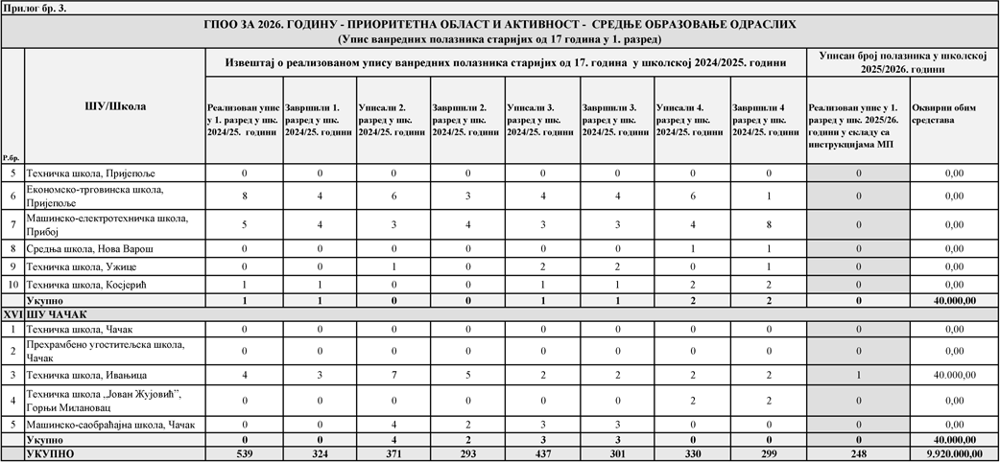 Прилог бр. 3.
ГПОО ЗА 2026. ГОДИНУ - ПРИОРИТЕТНА ОБЛАСТ И АКТИВНОСТ - СРЕДЊЕ ОБРАЗОВАЊЕ ОДРАСЛИХ
(Упис ванредних полазника старијих од 17 година у 1. разред)
Р.бр.
ШУ/Школа
Извештај о реализованом упису ванредних полазника старијих од 17. година у школској 2024/2025. години
Уписан број полазника у школској
2025/2026. години
Реализован упис
у 1. разред у шк.
2024/25. години
Завршили 1.
разред у шк.
2024/25. години
Уписали 2.
разред у шк.
2024/25. години
Завршили 2.
разред у шк.
2024/25. години
Уписали 3.
разред у шк.
2024/25. години
Завршили 3.
разред у шк.
2024/25. години
Уписали 4.
разред у шк.
2024/25. години
Завршили 4
разред у шк.
2024/25. години
Реализован упис у 1.
разред у шк. 2025/26.
години у складу са
инструкцијама МП
Оквирни обим
средстава
5 Техничка школа, Пријепоље 0 0 0 0 0 0 0 0 0 0,00
6 Економско-трговинска школа,
Пријепоље 8 4 6 3 4 4 6 1 0 0,00
7 Машинско-електротехничка школа,
Прибој 5 4 3 4 3 3 4 8 0 0,00
8 Средња школа, Нова Варош 0 0 0 0 0 0 1 1 0 0,00
9 Техничка школа, Ужице 0 0 1 0 2 2 0 1 0 0,00
10 Техничка школа, Косјерић 1 1 0 0 1 1 2 2 0 0,00
Укупно 1 1 0 0 1 1 2 2 0 40.000,00
XVI ШУ ЧАЧАК
1 Техничка школа, Чачак 0 0 0 0 0 0 0 0 0 0,00
2 Прехрамбено угоститељска школа,
Чачак 0 0 0 0 0 0 0 0 0 0,00
3 Техничка школа, Ивањица 4 3 7 5 2 2 2 2 1 40.000,00
4 Техничка школа „Јован Жујовић”,
Горњи Милановац 0 0 0 0 0 0 2 2 0 0,00
5 Машинско-саобраћајна школа, Чачак 0 0 4 2 3 3 0 0 0 0,00
Укупно 0 0 4 2 3 3 0 0 0 40.000,00
УКУПНО 539 324 371 293 437 301 330 299 248 9.920.000,00